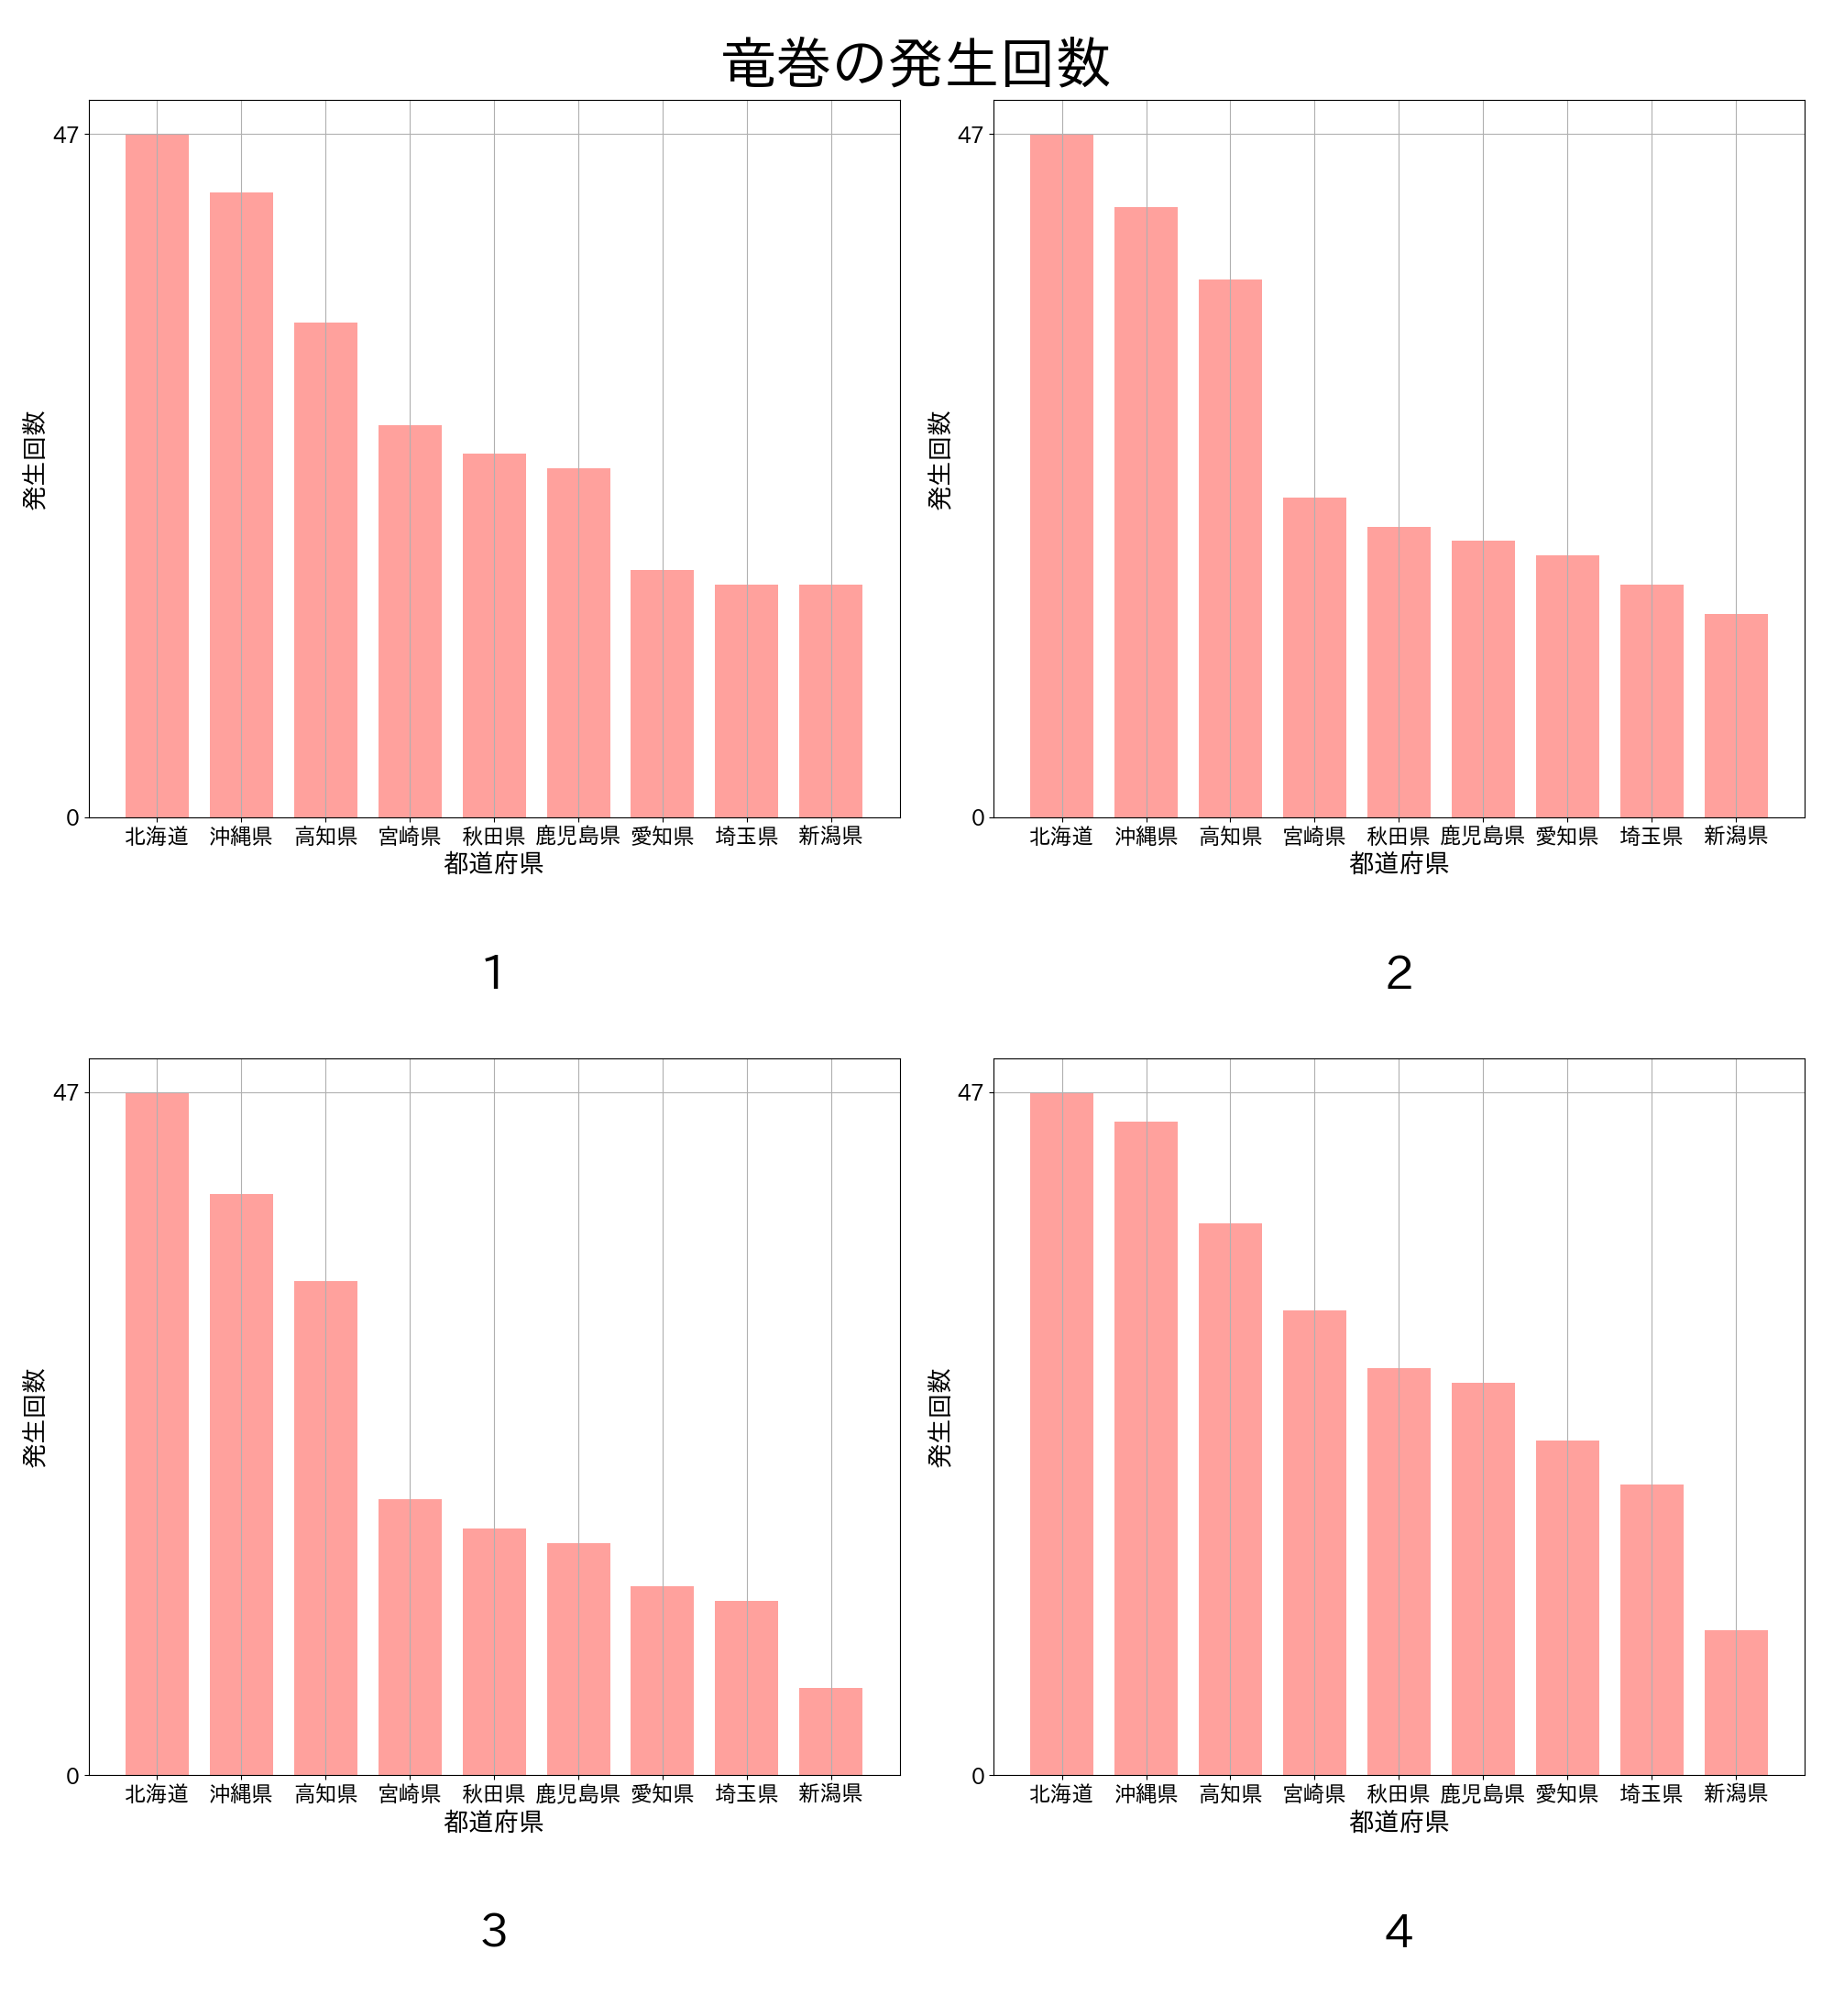 竜巻の発生回数
47
0
発生回数
北海道 沖縄県 高知県 宮崎県 秋田県 鹿児島県 愛知県 埼玉県 新潟県
都道府県
1
47
0
発生回数
北海道 沖縄県 高知県 宮崎県 秋田県 鹿児島県 愛知県 埼玉県 新潟県
都道府県
2
47
0
発生回数
北海道 沖縄県 高知県 宮崎県 秋田県 鹿児島県 愛知県 埼玉県 新潟県
都道府県
3
47
0
発生回数
北海道 沖縄県 高知県 宮崎県 秋田県 鹿児島県 愛知県 埼玉県 新潟県
都道府県
4